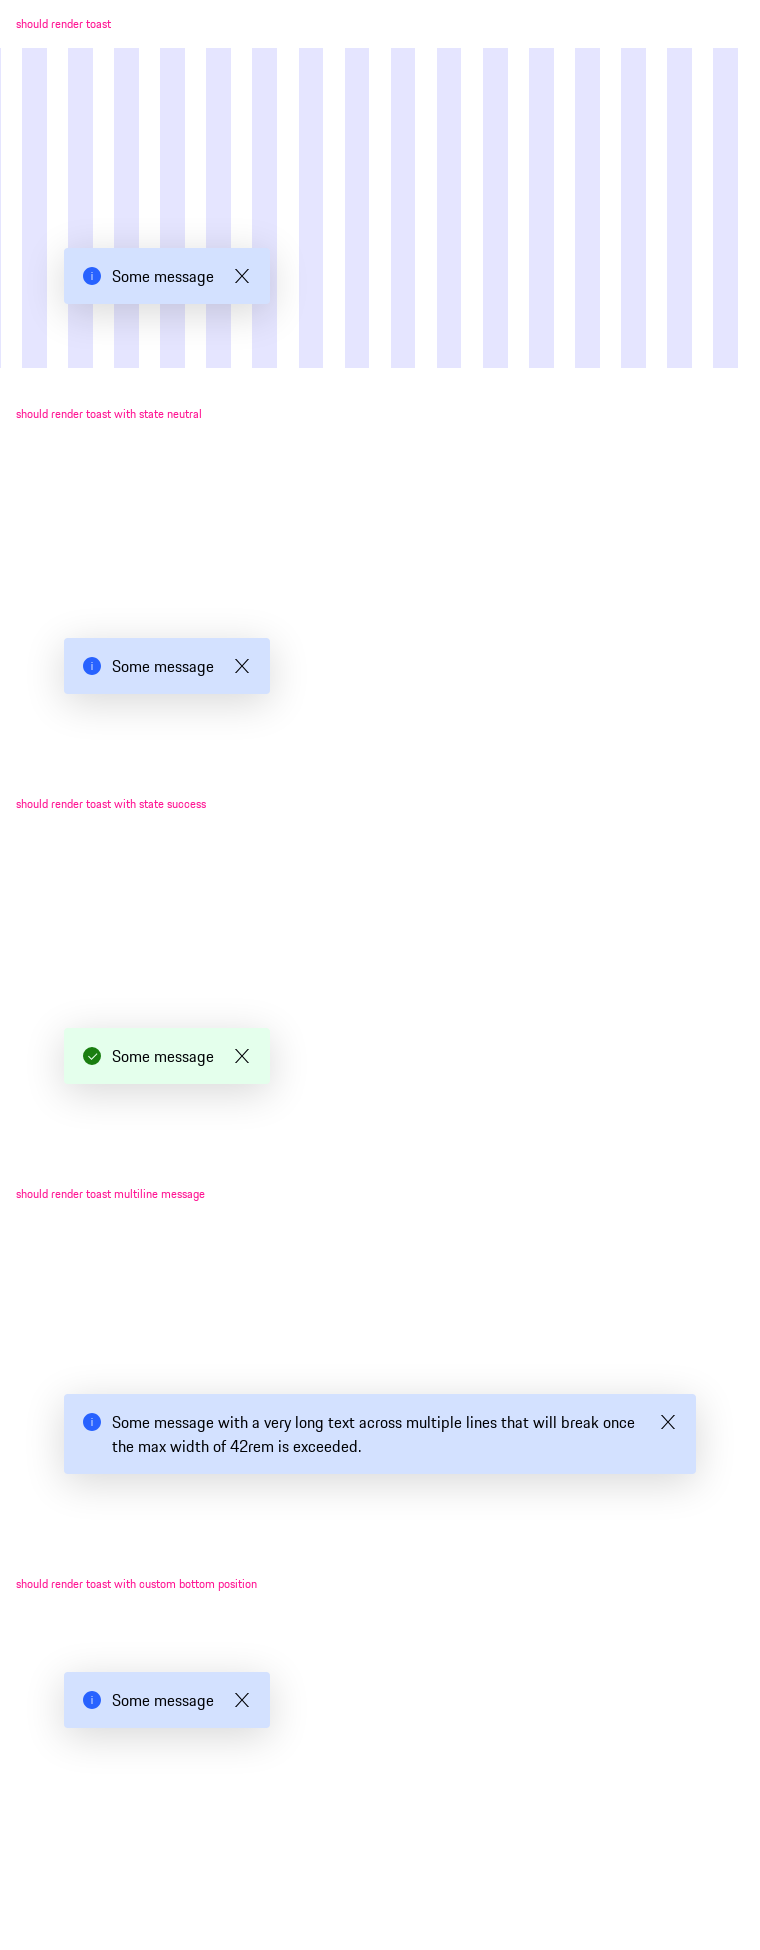 should render toast
Some message
should render toast with state neutral
Some message
should render toast with state success
Some message
should render toast multiline message
Some message with a very long text across multiple lines that will break once
the max width of 42rem is exceeded.
should render toast with custom bottom position
Some message